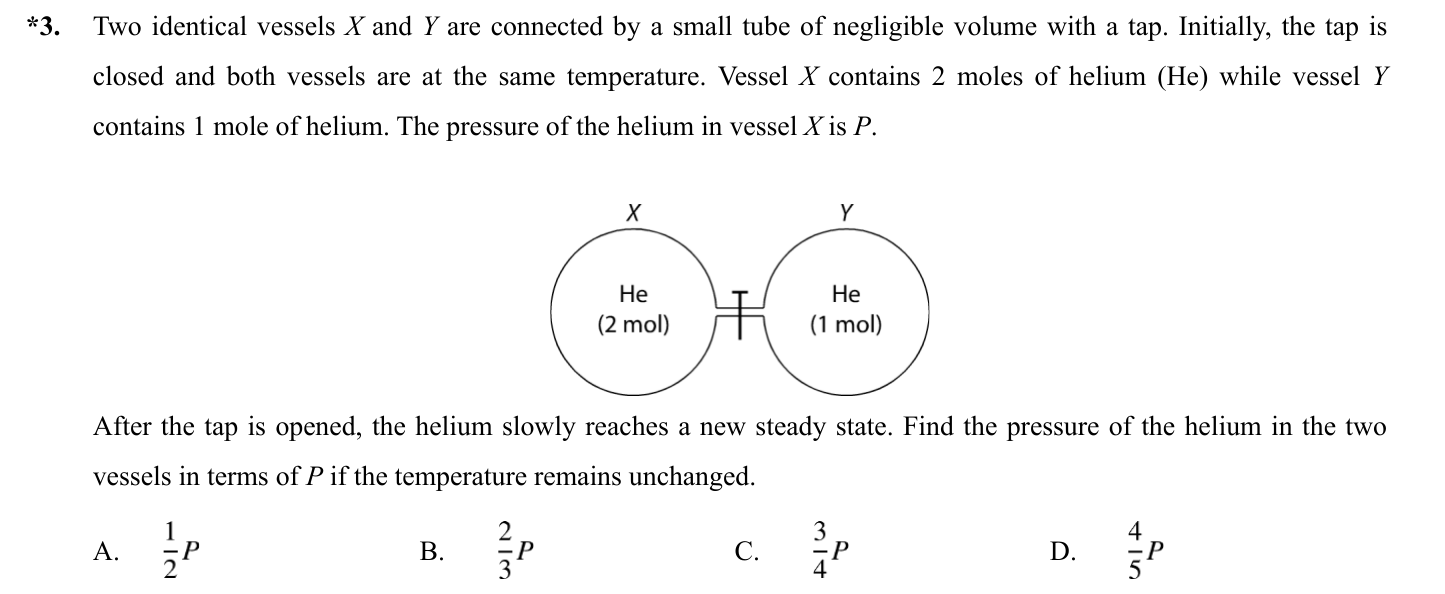 *3. Two identical vessels X and Y are connected by a small tube of negligible volume with a tap. Initially, the tap is
closed and both vessels are at the same temperature. Vessel X contains 2 moles of helium (He) while vessel Y
contains 1 mole of helium. The pressure of the helium in vessel X is P.
X Y
He He
(2 mol) (1 mol)
After the tap is opened, the helium slowly reaches a new steady state. Find the pressure of the helium in the two
vessels in terms of P if the temperature remains unchanged.
A. 1/2 P B. 2/3 P C. 3/4 P D. 4/5 P